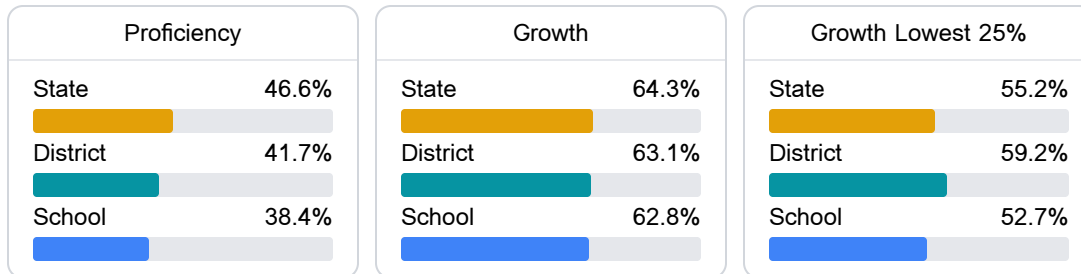 Proficiency
State 46.6%
District 41.7%
School 38.4%
Growth
State 64.3%
District 63.1%
School 62.8%
Growth Lowest 25%
State 55.2%
District 59.2%
School 52.7%